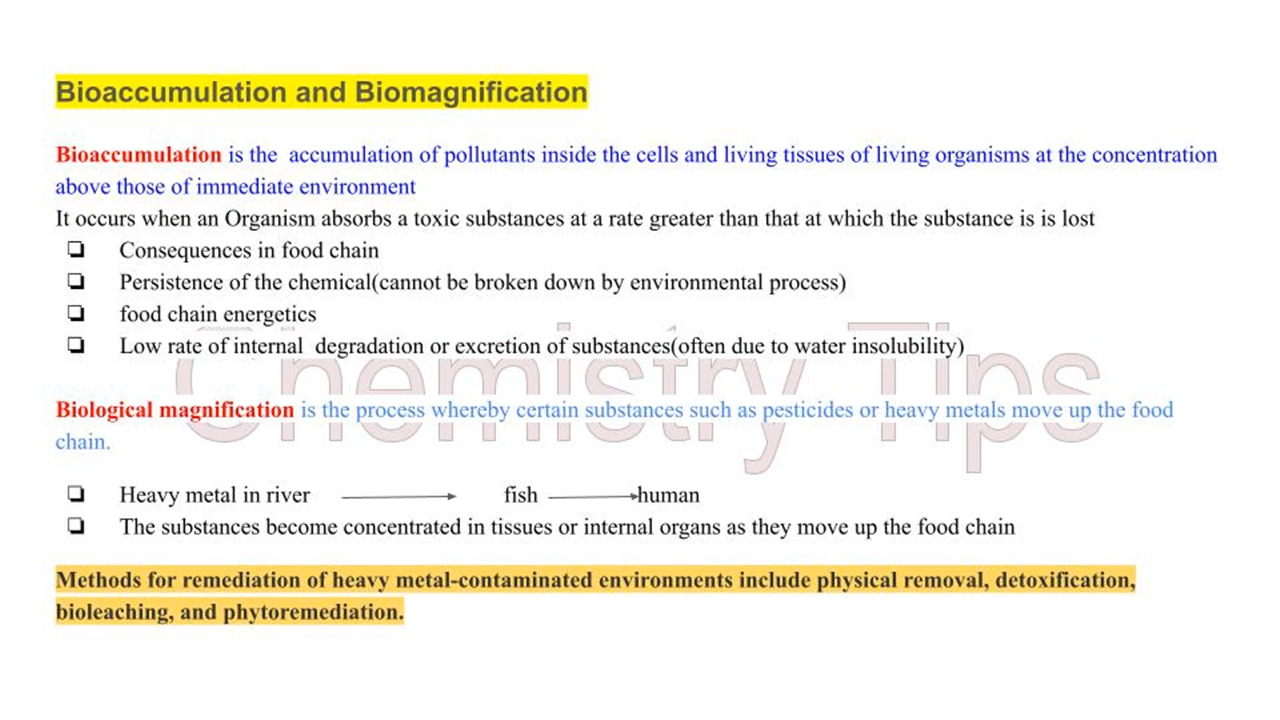 Bioaccumulation and Biomagnification
Bioaccumulation is the accumulation of pollutants inside the cells and living tissues of living organisms at the concentration
above those of immediate environment
It occurs when an Organism absorbs a toxic substances at a rate greater than that at which the substance is is lost
❏ Consequences in food chain
❏ Persistence of the chemical(cannot be broken down by environmental process)
❏ food chain energetics
❏ Low rate of internal degradation or excretion of substances(often due to water insolubility)
Chemistry Tips
Biological magnification is the process whereby certain substances such as pesticides or heavy metals move up the food
chain.
❏ Heavy metal in river → fish → human
❏ The substances become concentrated in tissues or internal organs as they move up the food chain
Methods for remediation of heavy metal-contaminated environments include physical removal, detoxification,
bioleaching, and phytoremediation.